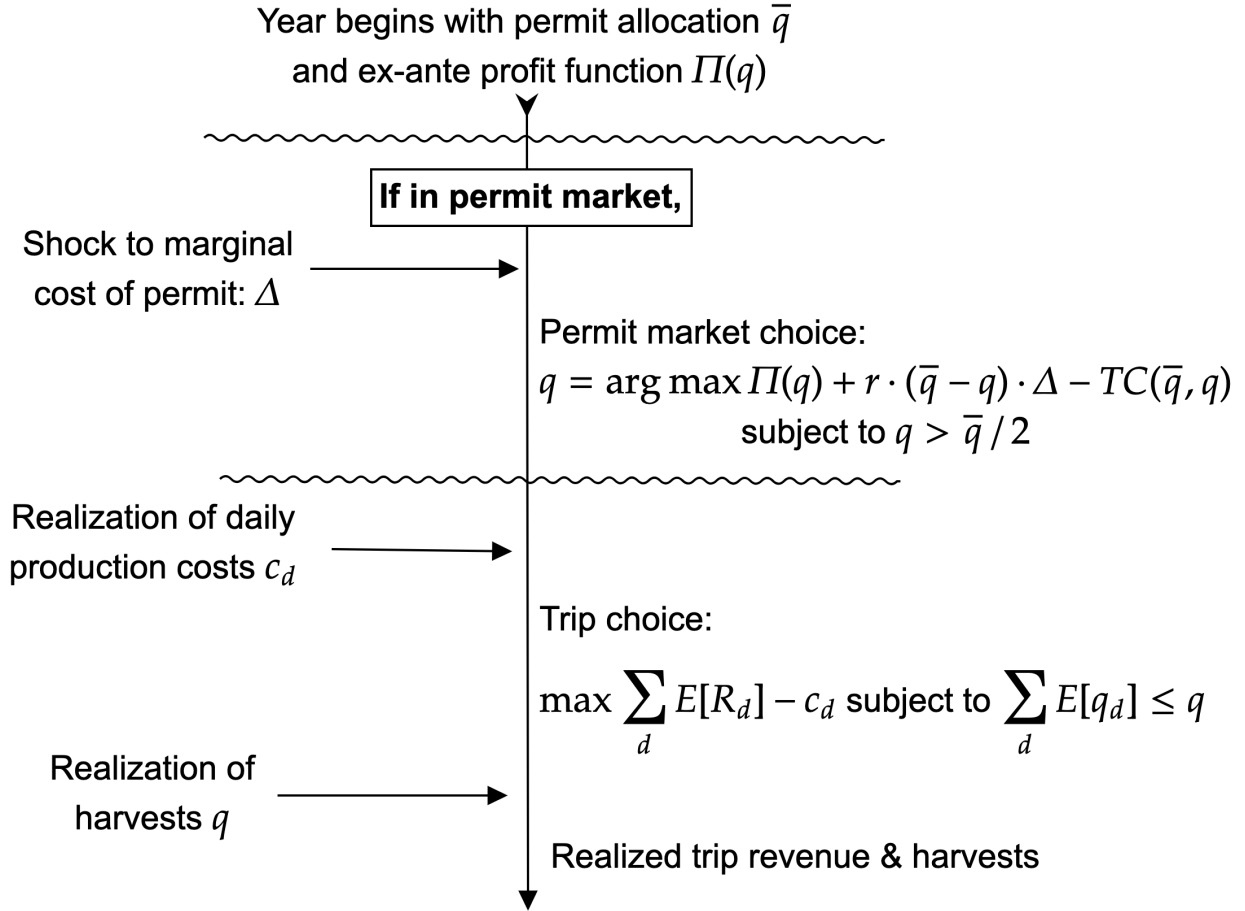 Year begins with permit allocation q̅
and ex-ante profit function Π(q)
If in permit market,
Shock to marginal
cost of permit: Δ
Permit market choice:
q = arg max Π(q) + r · (q̅ − q) · Δ − TC(q̅, q)
subject to q > q̅ / 2
Realization of daily
production costs c_d
Trip choice:
max ∑_d E[R_d] − c_d subject to ∑_d E[q_d] ≤ q
Realization of
harvests q
Realized trip revenue & harvests